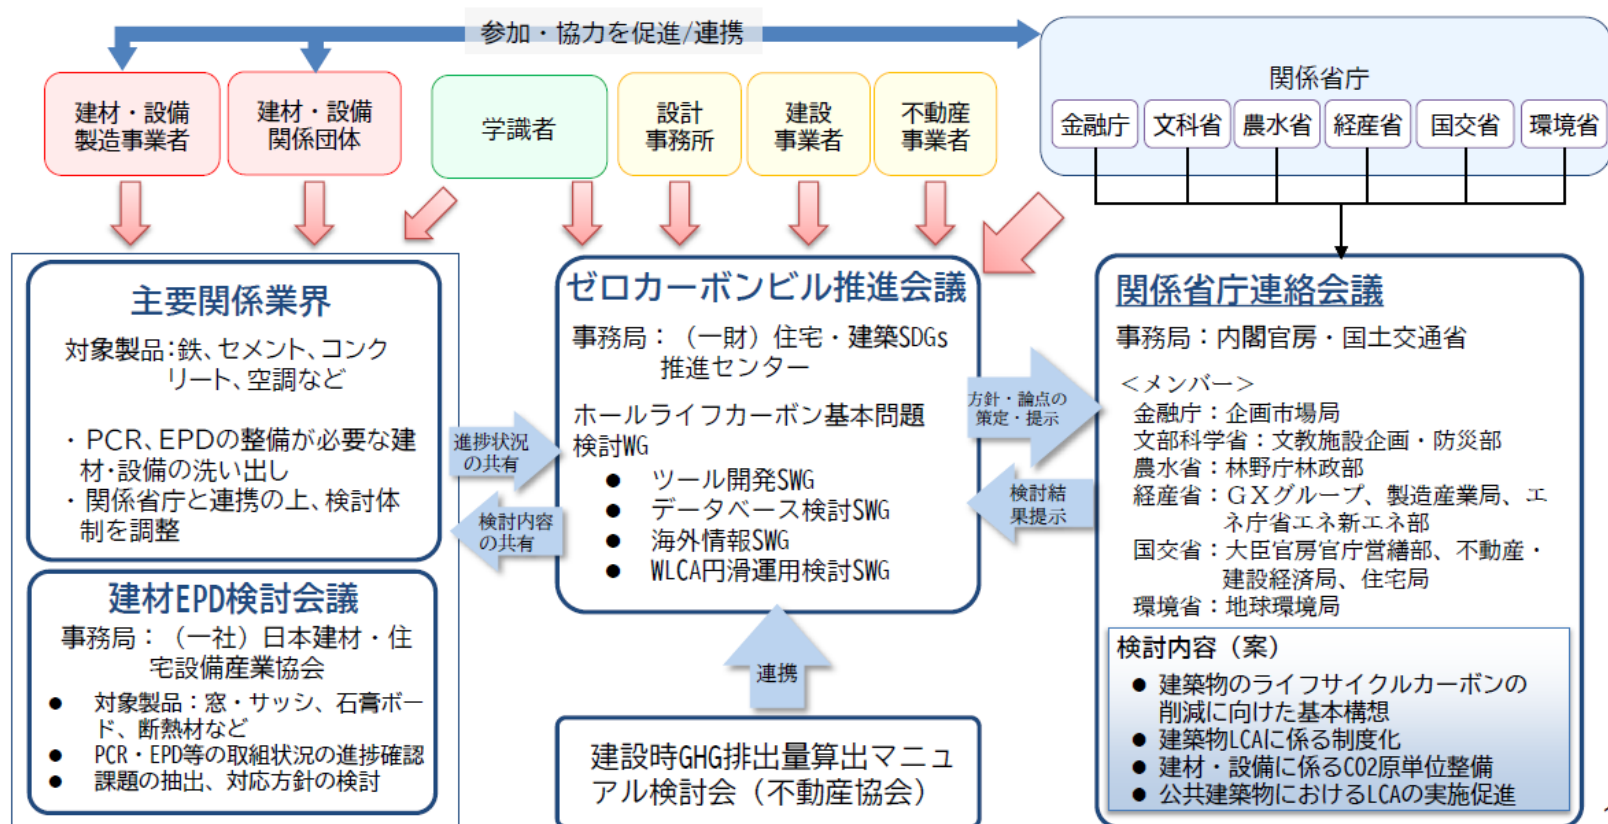 参加・協力を促進/連携
建材・設備
製造事業者
建材・設備
関係団体
学識者
設計
事務所
建設
事業者
不動産
事業者
関係省庁
金融庁
文科省
農水省
経産省
国交省
環境省
主要関係業界
対象製品:鉄、セメント、コンク
リート、空調など
・PCR、EPDの整備が必要な建
材・設備の洗い出し
・関係省庁と連携の上、検討体
制を調整
建材EPD検討会議
事務局：（一社）日本建材・住
宅設備産業協会
● 対象製品：窓・サッシ、石膏ボー
ド、断熱材など
● PCR・EPD等の取組状況の進捗確認
● 課題の抽出、対応方針の検討
進捗状況
の共有
検討内容
の共有
ゼロカーボンビル推進会議
事務局：（一財）住宅・建築SDGs
推進センター
ホールライフカーボン基本問題
検討WG
● ツール開発SWG
● データベース検討SWG
● 海外情報SWG
● WLCA円滑運用検討SWG
連携
建設時GHG排出量算出マニュ
アル検討会（不動産協会）
方針・論点の
策定・提示
検討結
果提示
関係省庁連絡会議
事務局：内閣官房・国土交通省
＜メンバー＞
金融庁：企画市場局
文部科学省：文教施設企画・防災部
農水省：林野庁林政部
経産省：ＧＸグループ、製造産業局、エ
ネ庁省エネ新エネ部
国交省：大臣官房官庁営繕部、不動産・
建設経済局、住宅局
環境省：地球環境局
検討内容（案）
● 建築物のライフサイクルカーボンの
削減に向けた基本構想
● 建築物LCAに係る制度化
● 建材・設備に係るCO2原単位整備
● 公共建築物におけるLCAの実施促進